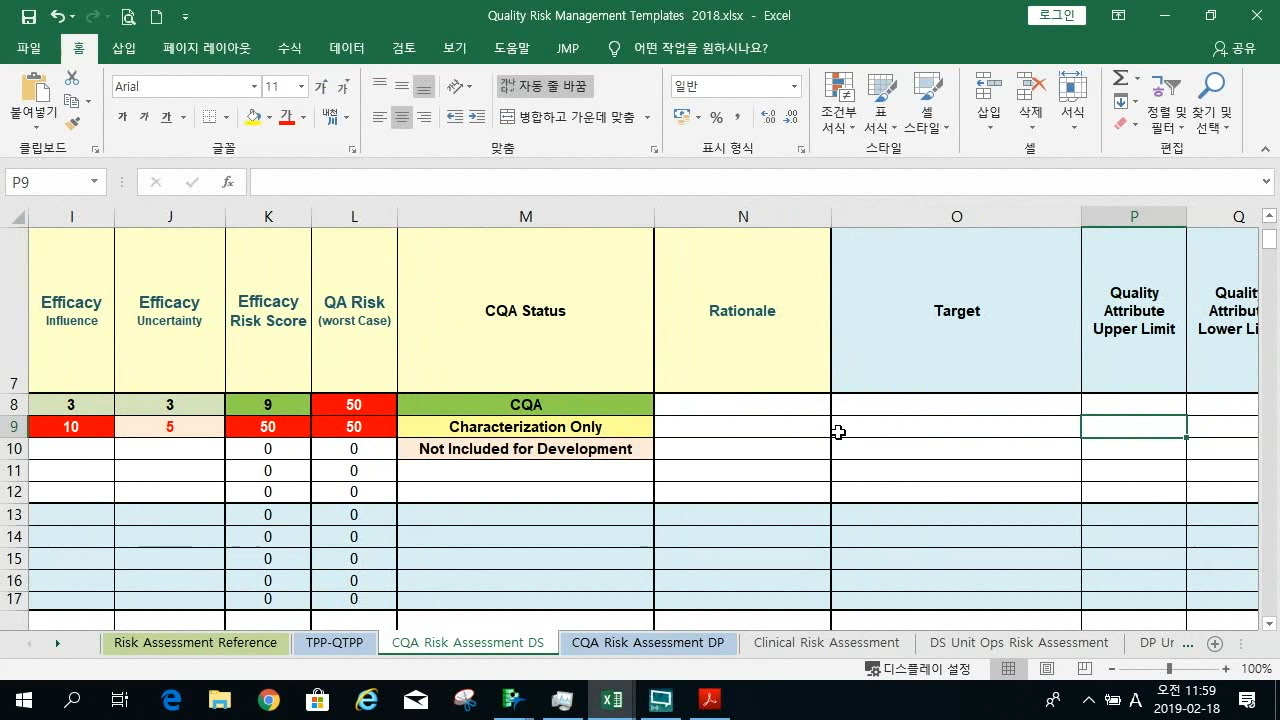 Quality Risk Management Templates 2018.xlsx - Excel
로그인
파일 홈 삽입 페이지 레이아웃 수식 데이터 검토 보기 도움말 JMP 어떤 작업을 원하시나요? 공유
붙여넣기
클립보드
Arial 11 가 가
가 가 가 가 내천
글꼴
자동 줄 바꿈
병합하고 가운데 맞춤
맞춤
일반
% ,
표시 형식
조건부 서식
표 서식
셀 스타일
스타일
삽입 삭제 서식
셀
정렬 및 필터
찾기 및 선택
편집
P9 fx
I J K L M N O P Q
7
Efficacy Influence
Efficacy Uncertainty
Efficacy Risk Score
QA Risk (worst Case)
CQA Status
Rationale
Target
Quality Attribute Upper Limit
8 3 3 9 50 CQA
9 10 5 50 50 Characterization Only
10 0 0 Not Included for Development
11 0 0
12 0 0
13 0 0
14 0 0
15 0 0
16 0 0
17 0 0
Risk Assessment Reference TPP-QTPP CQA Risk Assessment DS CQA Risk Assessment DP Clinical Risk Assessment DS Unit Ops Risk Assessment DP Ur ...
디스플레이 설정 100%
A
오전 11:59
2019-02-18